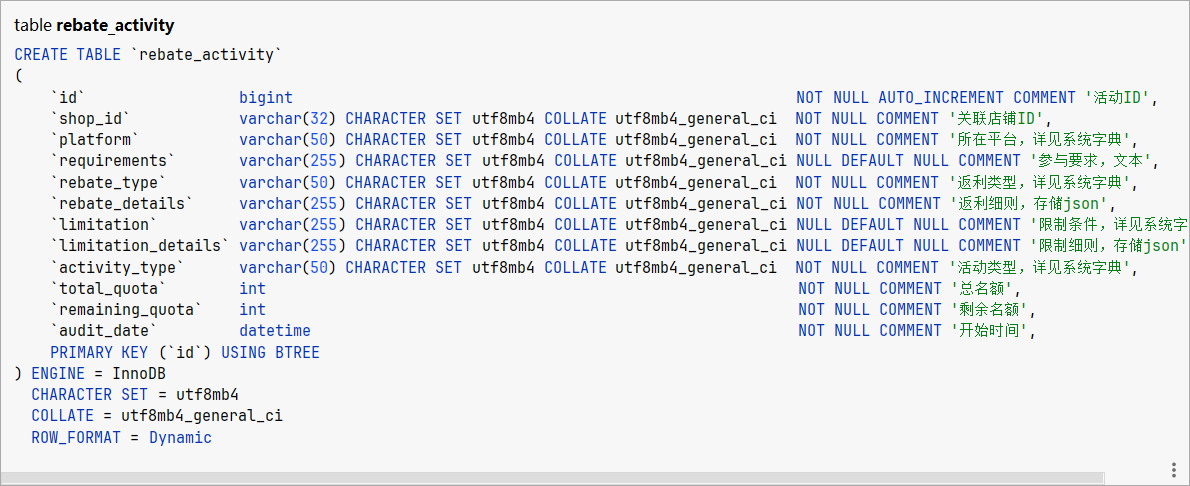 table rebate_activity
CREATE TABLE `rebate_activity`
(
`id` bigint NOT NULL AUTO_INCREMENT COMMENT '活动ID',
`shop_id` varchar(32) CHARACTER SET utf8mb4 COLLATE utf8mb4_general_ci NOT NULL COMMENT '关联店铺ID',
`platform` varchar(50) CHARACTER SET utf8mb4 COLLATE utf8mb4_general_ci NOT NULL COMMENT '所在平台，详见系统字典',
`requirements` varchar(255) CHARACTER SET utf8mb4 COLLATE utf8mb4_general_ci NULL DEFAULT NULL COMMENT '参与要求，文本',
`rebate_type` varchar(50) CHARACTER SET utf8mb4 COLLATE utf8mb4_general_ci NOT NULL COMMENT '返利类型，详见系统字典',
`rebate_details` varchar(255) CHARACTER SET utf8mb4 COLLATE utf8mb4_general_ci NOT NULL COMMENT '返利细则，存储json',
`limitation` varchar(255) CHARACTER SET utf8mb4 COLLATE utf8mb4_general_ci NULL DEFAULT NULL COMMENT '限制条件，详见系统字
`limitation_details` varchar(255) CHARACTER SET utf8mb4 COLLATE utf8mb4_general_ci NULL DEFAULT NULL COMMENT '限制细则，存储json'
`activity_type` varchar(50) CHARACTER SET utf8mb4 COLLATE utf8mb4_general_ci NOT NULL COMMENT '活动类型，详见系统字典',
`total_quota` int NOT NULL COMMENT '总名额',
`remaining_quota` int NOT NULL COMMENT '剩余名额',
`audit_date` datetime NOT NULL COMMENT '开始时间',
PRIMARY KEY (`id`) USING BTREE
) ENGINE = InnoDB
CHARACTER SET = utf8mb4
COLLATE = utf8mb4_general_ci
ROW_FORMAT = Dynamic